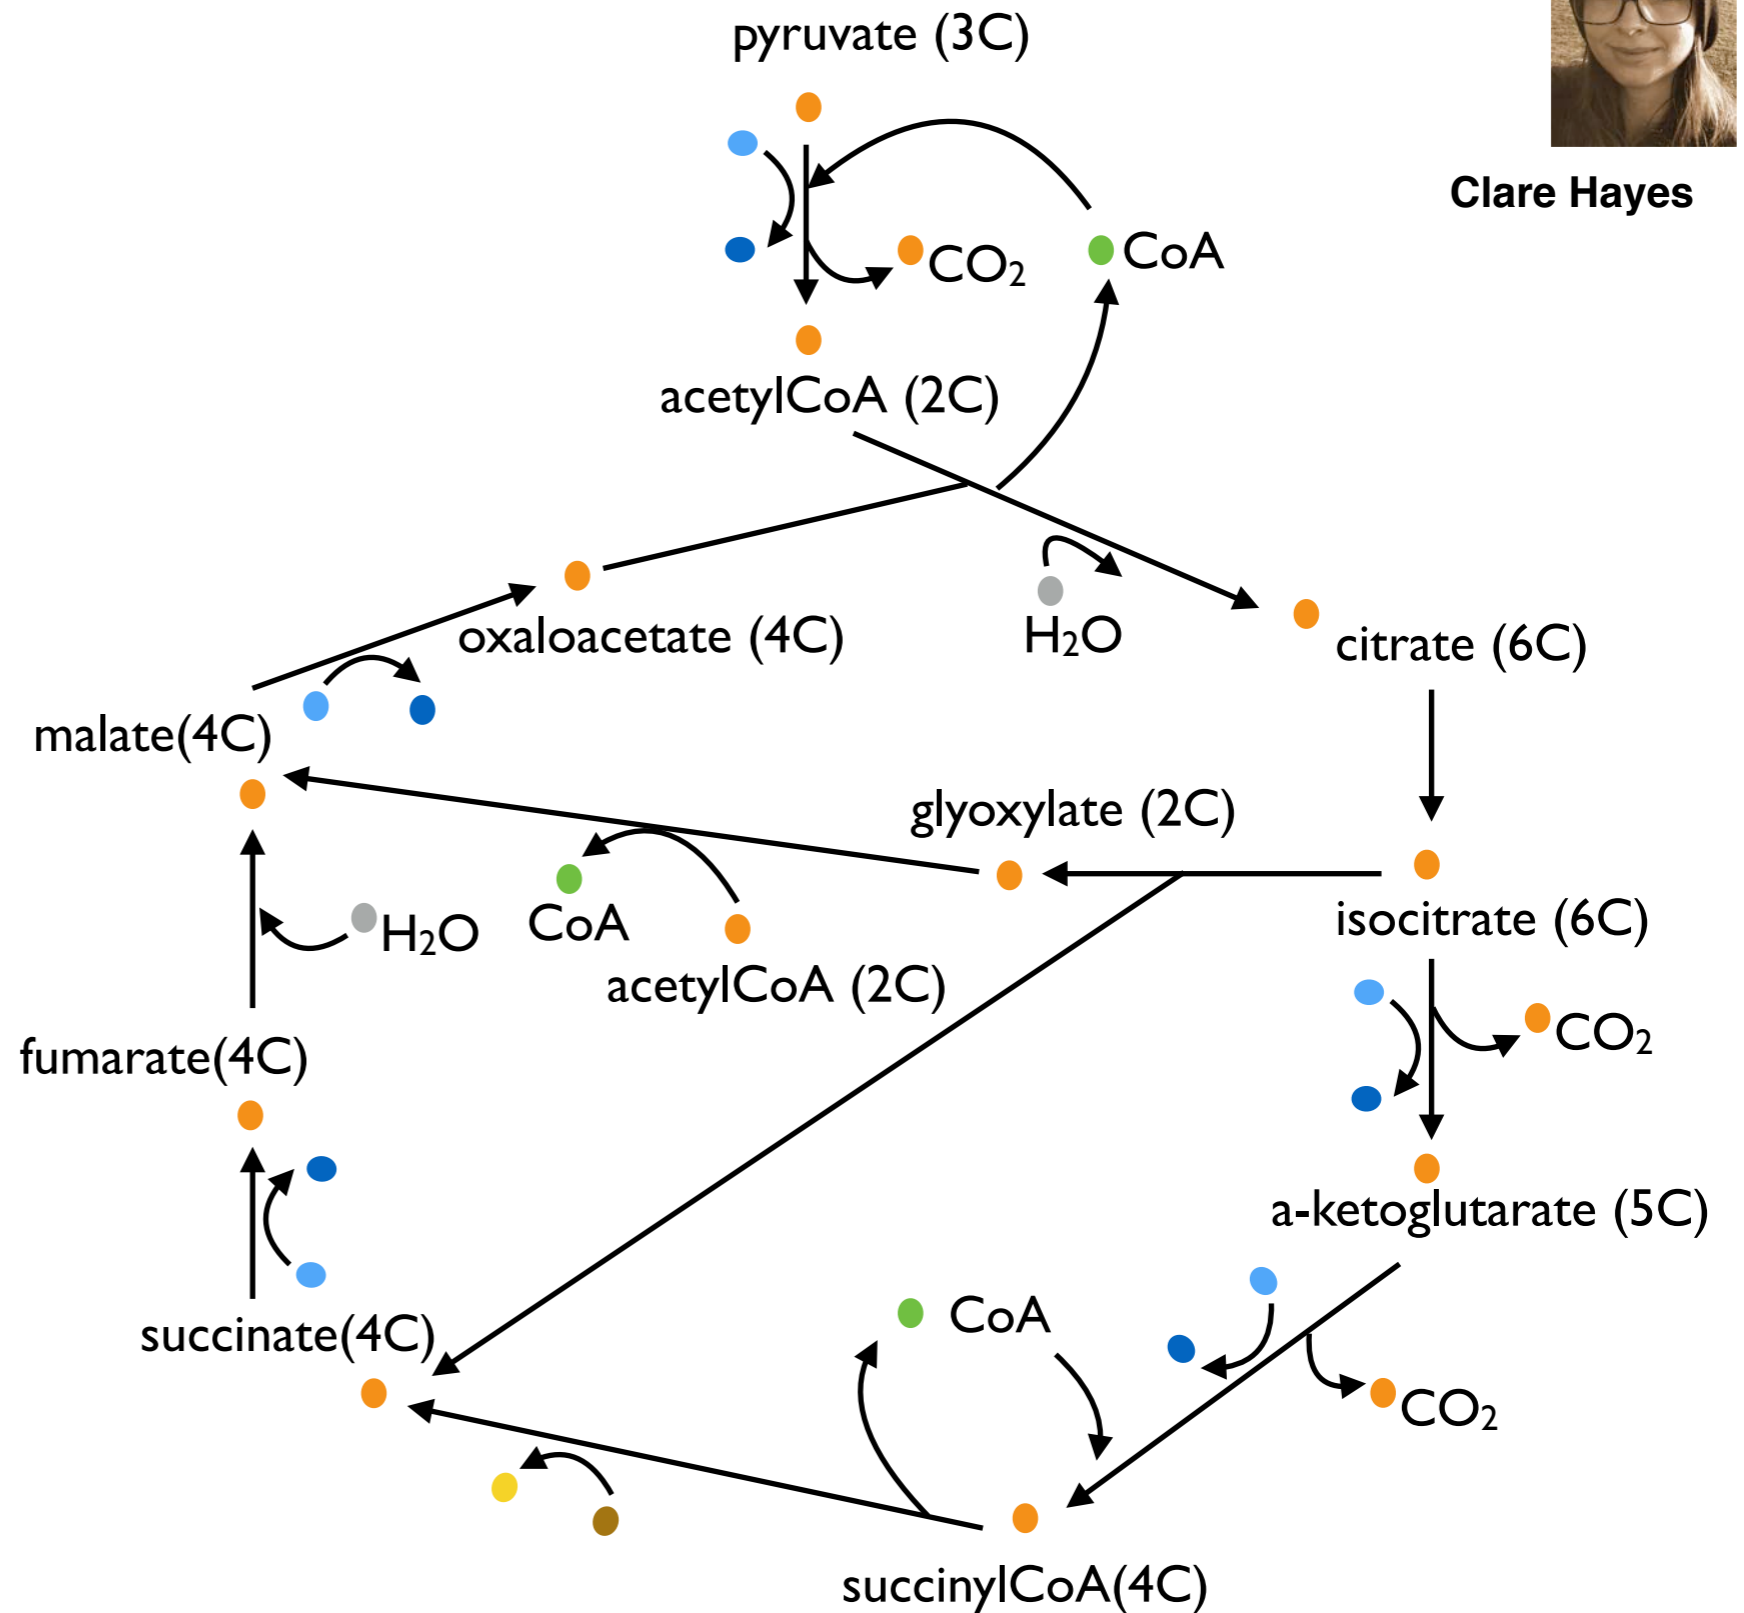 pyruvate (3C)
Clare Hayes
CO₂
CoA
acetylCoA (2C)
oxaloacetate (4C)
H₂O
citrate (6C)
malate(4C)
glyoxylate (2C)
isocitrate (6C)
H₂O
CoA
acetylCoA (2C)
CO₂
fumarate(4C)
a-ketoglutarate (5C)
CoA
succinate(4C)
CO₂
succinylCoA(4C)